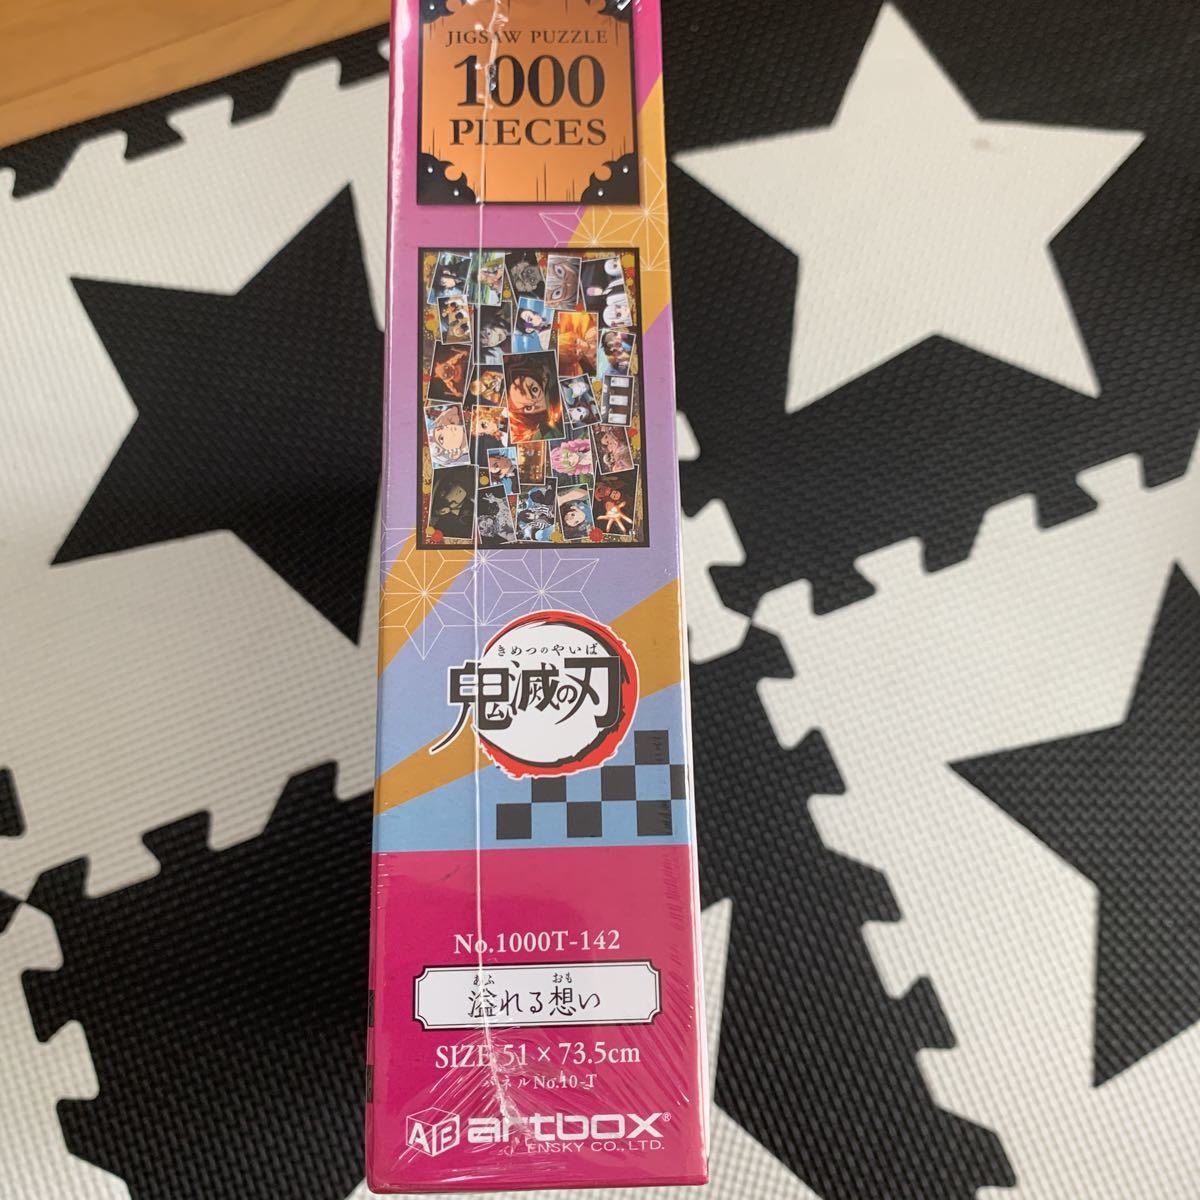 JIGSAW PUZZLE
1000
PIECES
きめつのやいば
鬼滅の刃
No.1000T-142
あふ おも
溢れる想い
SIZE 51×73.5cm
パネルNo.10-T
AB artbox®
ENSKY CO., LTD.